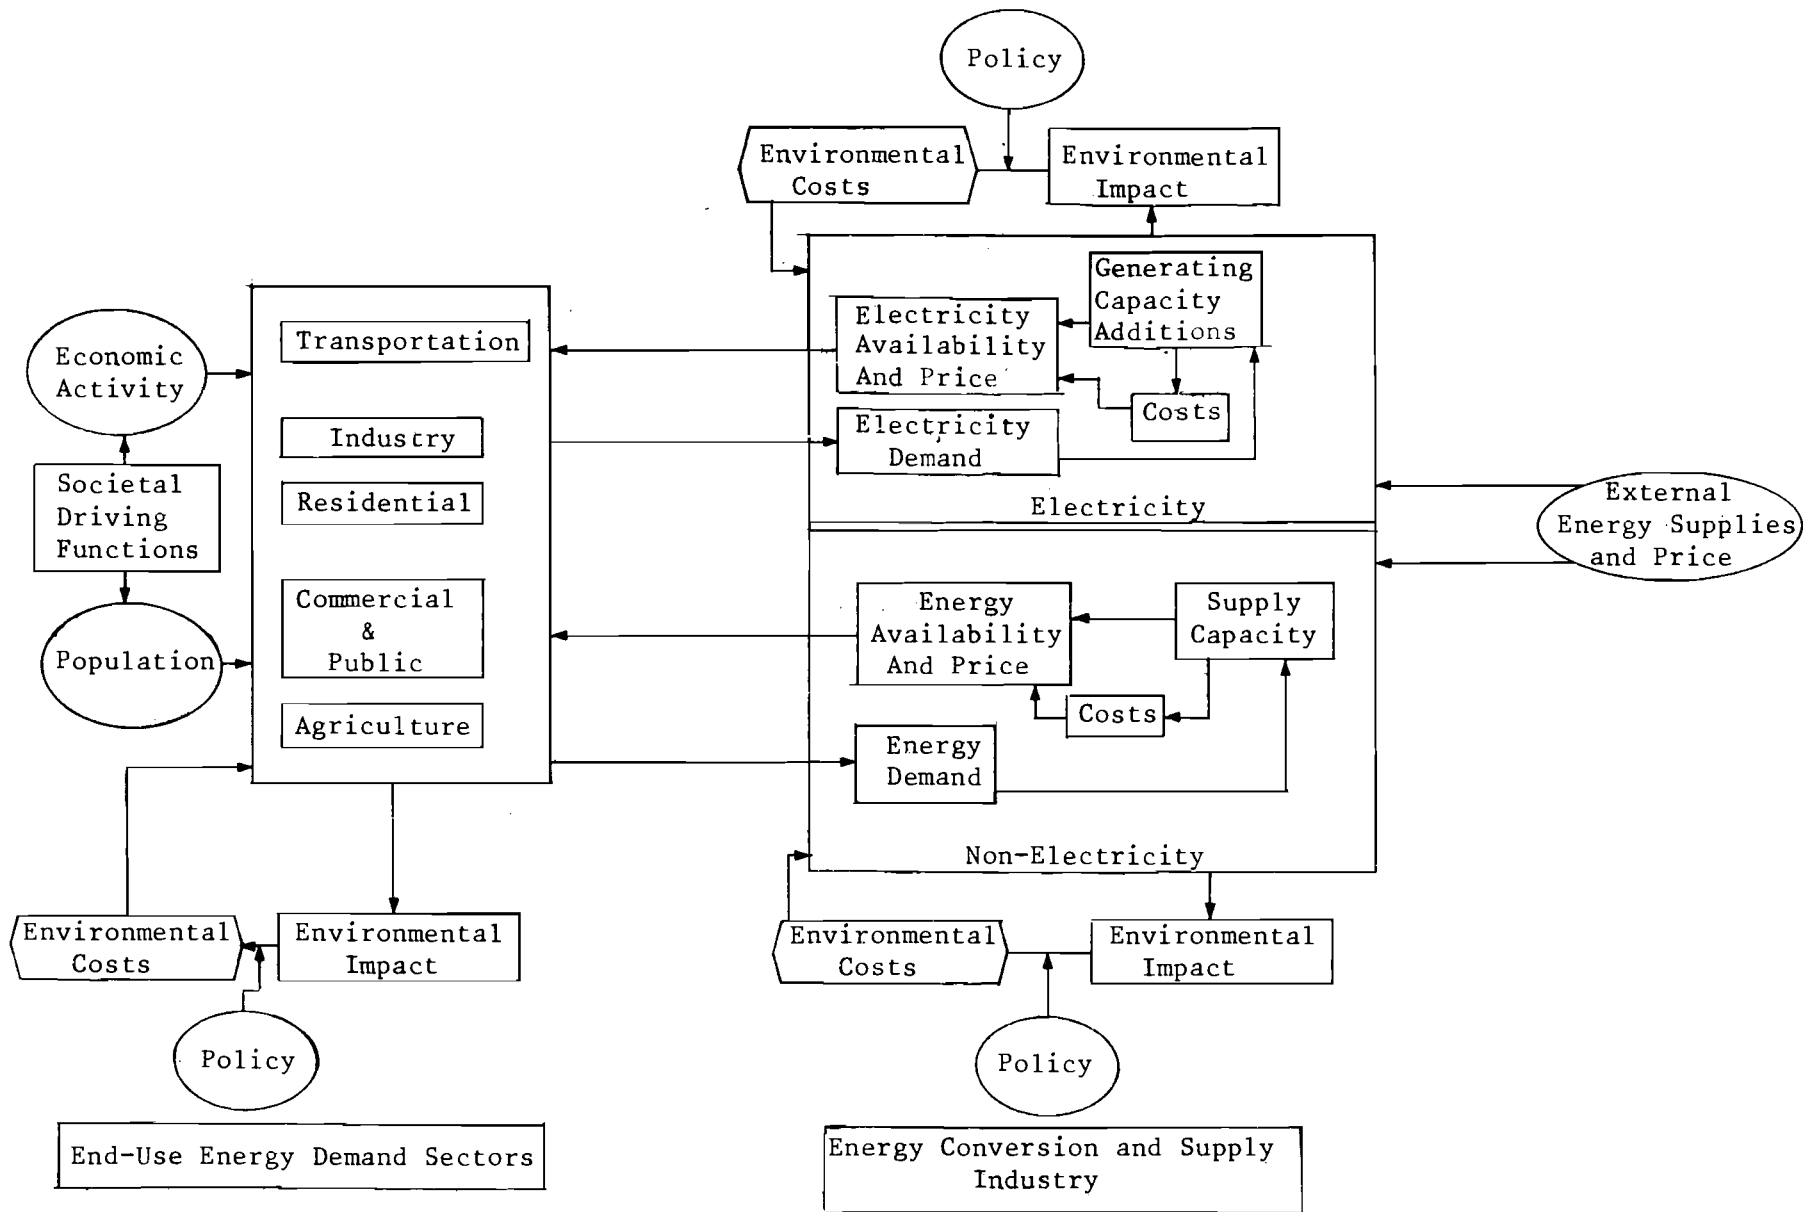 Policy
Environmental
Costs
Environmental
Impact
Generating
Capacity
Additions
Electricity
Availability
And Price
Costs
Electricity
Demand
Electricity
Transportation
Industry
Residential
Commercial
&
Public
Agriculture
Economic
Activity
Societal
Driving
Functions
Population
External
Energy Supplies
and Price
Energy
Availability
And Price
Supply
Capacity
Costs
Energy
Demand
Non-Electricity
Environmental
Costs
Environmental
Impact
Policy
End-Use Energy Demand Sectors
Environmental
Costs
Environmental
Impact
Policy
Energy Conversion and Supply
Industry